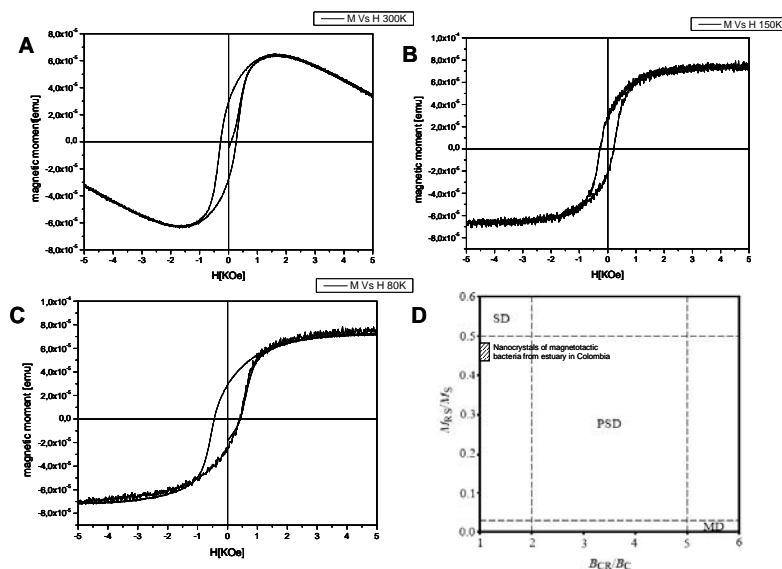 M Vs H 300K
A
8,0x10⁻⁵
6,0x10⁻⁵
4,0x10⁻⁵
2,0x10⁻⁵
0,0
-2,0x10⁻⁵
-4,0x10⁻⁵
-6,0x10⁻⁵
-8,0x10⁻⁵
magnetic moment[emu]
-5 -4 -3 -2 -1 0 1 2 3 4 5
H[KOe]
M Vs H 150K
B
1,0x10⁻⁴
8,0x10⁻⁵
6,0x10⁻⁵
4,0x10⁻⁵
2,0x10⁻⁵
0,0
-2,0x10⁻⁵
-4,0x10⁻⁵
-6,0x10⁻⁵
-8,0x10⁻⁵
magnetic moment [emu]
-5 -4 -3 -2 -1 0 1 2 3 4 5
H[KOe]
M Vs H 80K
C
1,0x10⁻⁴
8,0x10⁻⁵
6,0x10⁻⁵
4,0x10⁻⁵
2,0x10⁻⁵
0,0
-2,0x10⁻⁵
-4,0x10⁻⁵
-6,0x10⁻⁵
-8,0x10⁻⁵
-1,0x10⁻⁴
magnetic moment [emu]
-5 -4 -3 -2 -1 0 1 2 3 4 5
H[KOe]
D
0.6
0.5
0.4
0.3
0.2
0.1
0.0
M_RS/M_S
SD
Nanocrystals of magnetotactic
bacteria from estuary in Colombia
PSD
MD
1 2 3 4 5 6
B_CR/B_C